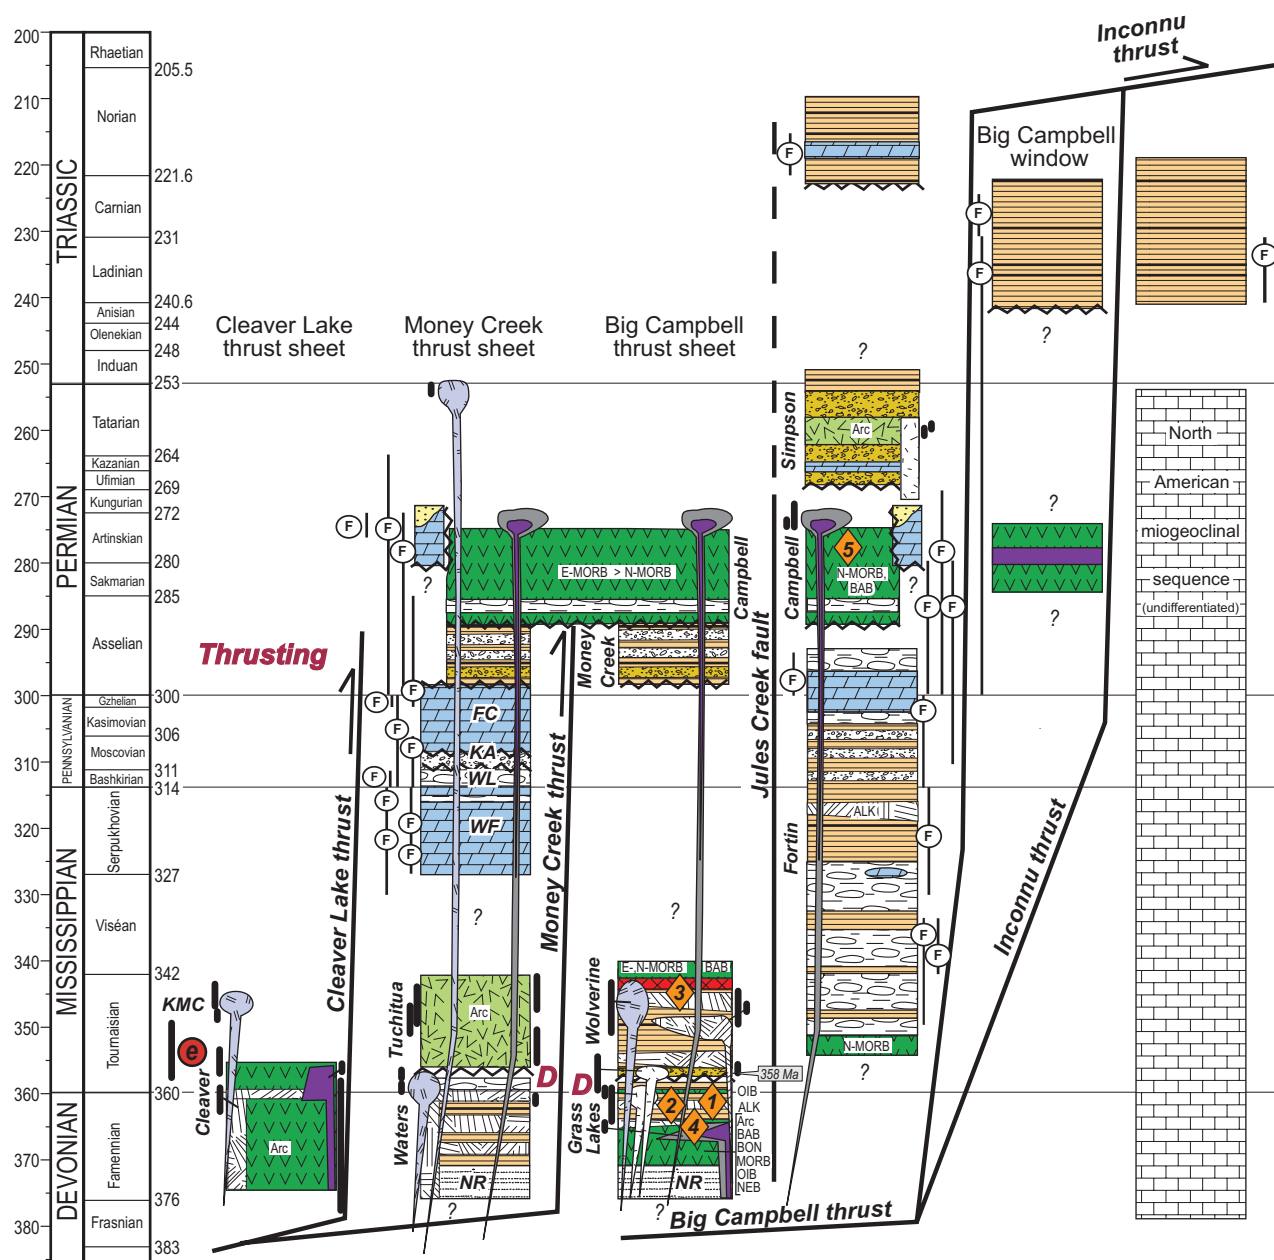 Inconnu
thrust
200
210
220
230
240
250
260
270
280
290
300
310
320
330
340
350
360
370
380
TRIASSIC
PERMIAN
PENNSYLVANIAN
MISSISSIPPIAN
DEVONIAN
Rhaetian
205.5
Norian
221.6
Carnian
231
Ladinian
240.6
Anisian
244
Olenekian
248
Induan
253
Tatarian
264
Kazanian
Ufimian
269
Kungurian
272
Artinskian
280
Sakmarian
285
Asselian
300
Gzhelian
Kasimovian
306
Moscovian
311
Bashkirian
314
Serpukhovian
327
Viséan
342
Tournaisian
360
Famennian
376
Frasnian
383
Cleaver Lake
thrust sheet
Money Creek
thrust sheet
Big Campbell
thrust sheet
Big Campbell
window
Thrusting
KMC
e
Cleaver
Arc
Cleaver Lake thrust
F
F
F
F
F
F
F
F
F
F
F
?
E-MORB > N-MORB
Campbell
Money
Creek
FC
KA
WL
WF
?
Tuchitua
Arc
Waters
D
NR
?
Money Creek thrust
?
E-,N-MORB
BAB
Wolverine
3
D
358 Ma
Grass
Lakes
2
1
4
OIB
ALK
Arc
BAB
BON
MORB
OIB
NEB
NR
?
Big Campbell thrust
Jules Creek fault
F
?
Simpson
Arc
Campbell
5
N-MORB,
BAB
?
F
F
F
F
F
Fortin
ALK
F
F
F
N-MORB
?
F
F
?
?
?
Inconnu thrust
F
North
American
miogeoclinal
sequence
(undifferentiated)